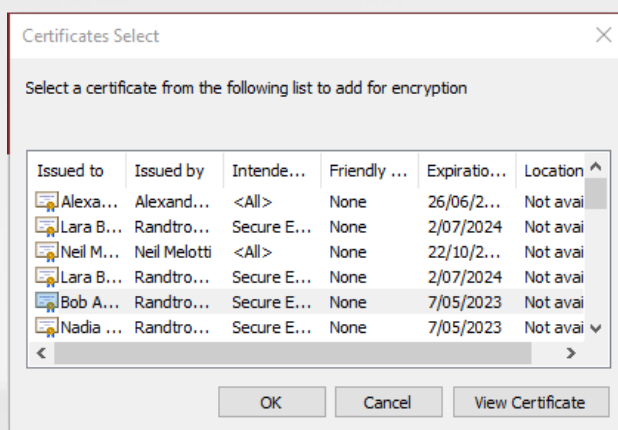 Certificates Select
Select a certificate from the following list to add for encryption
Issued to Issued by Intende... Friendly ... Expiratio... Location
Alexa... Alexand... <All> None 26/06/2... Not avai
Lara B... Randtro... Secure E... None 2/07/2024 Not avai
Neil M... Neil Melotti <All> None 22/10/2... Not avai
Lara B... Randtro... Secure E... None 2/07/2024 Not avai
Bob A... Randtro... Secure E... None 7/05/2023 Not avai
Nadia ... Randtro... Secure E... None 7/05/2023 Not avai
OK Cancel View Certificate